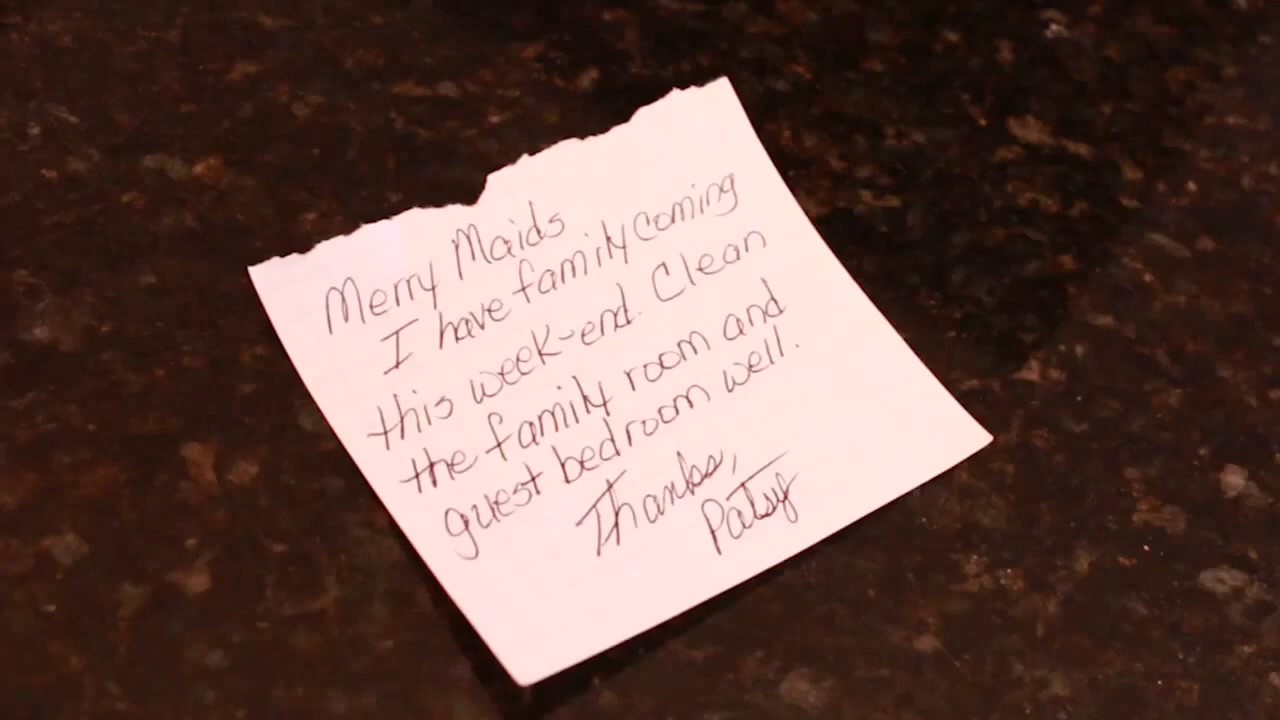 Merry Maids
I have family coming
this week-end. Clean
the family room and
guest bedroom well.
Thanks,
Patsy